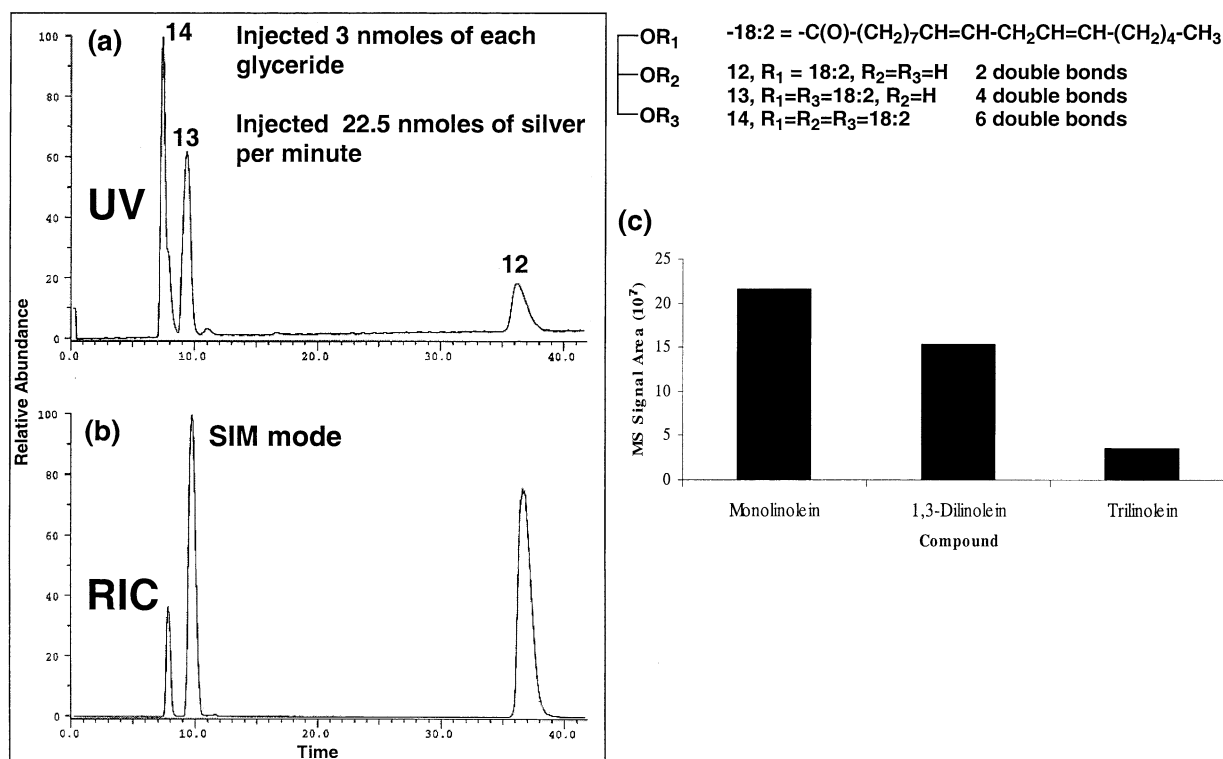 (a)
14
Injected 3 nmoles of each
glyceride
13
Injected 22.5 nmoles of silver
per minute
UV
12
100
80
60
40
20
0
0.0 10.0 20.0 30.0 40.0
Relative Abundance
(b)
SIM mode
RIC
100
80
60
40
20
0
0.0 10.0 20.0 30.0 40.0
Time
OR1
OR2
OR3
-18:2 = -C(O)-(CH2)7CH=CH-CH2CH=CH-(CH2)4-CH3
12, R1 = 18:2, R2=R3=H 2 double bonds
13, R1=R3=18:2, R2=H 4 double bonds
14, R1=R2=R3=18:2 6 double bonds
(c)
MS Signal Area (10⁷)
25
20
15
10
5
0
Monolinolein 1,3-Dilinolein Trilinolein
Compound